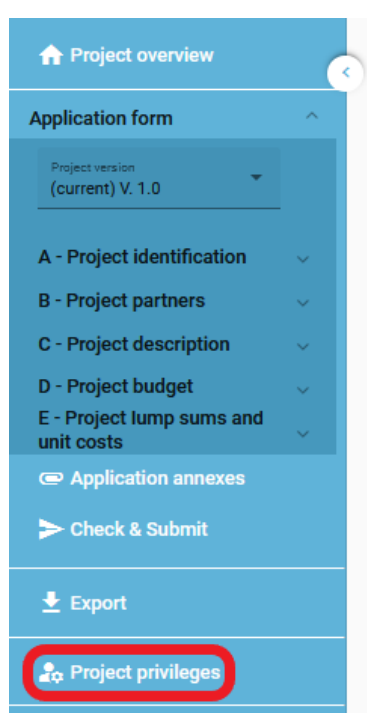 Project overview
Application form
Project version
(current) V. 1.0
A - Project identification
B - Project partners
C - Project description
D - Project budget
E - Project lump sums and
unit costs
Application annexes
Check & Submit
Export
Project privileges